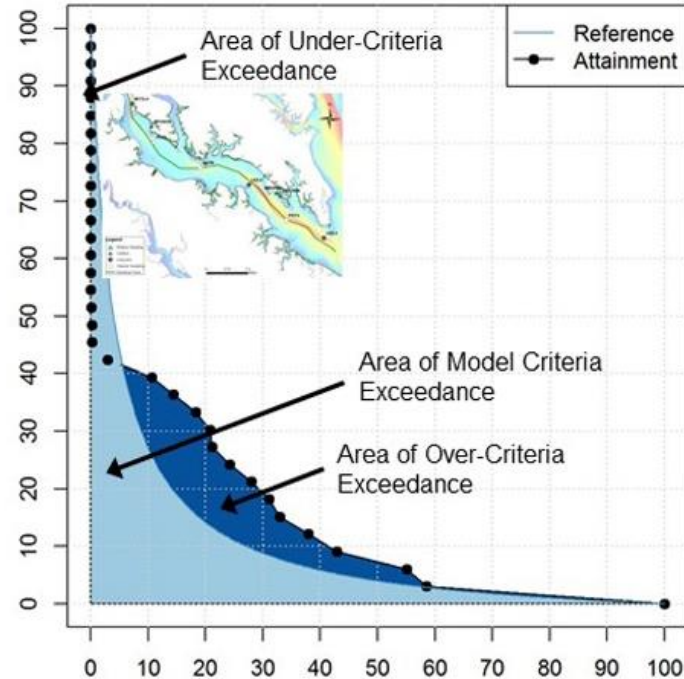 Reference
Attainment
Area of Under-Criteria
Exceedance
Legend
Area of Model Criteria
Exceedance
Area of Over-Criteria
Exceedance
100
90
80
70
60
50
40
30
20
10
0
0 10 20 30 40 50 60 70 80 90 100